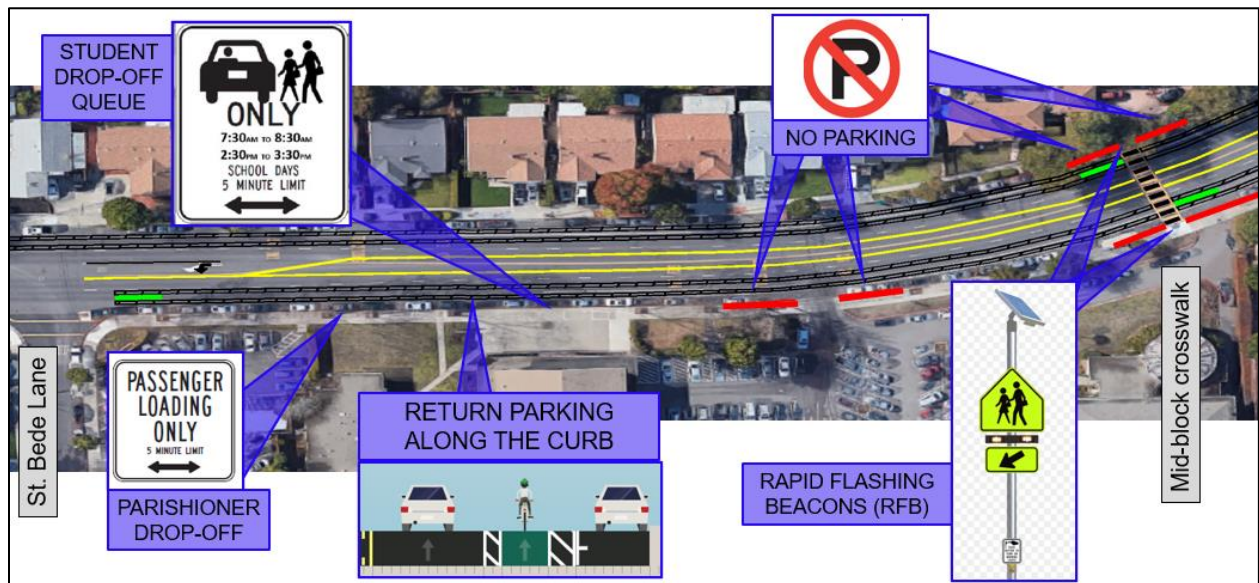 STUDENT
DROP-OFF
QUEUE
ONLY
7:30AM TO 8:30AM
2:30PM TO 3:30PM
SCHOOL DAYS
5 MINUTE LIMIT
P
NO PARKING
St. Bede Lane
PASSENGER
LOADING
ONLY
5 MINUTE LIMIT
PARISHIONER
DROP-OFF
RETURN PARKING
ALONG THE CURB
RAPID FLASHING
BEACONS (RFB)
Mid-block crosswalk